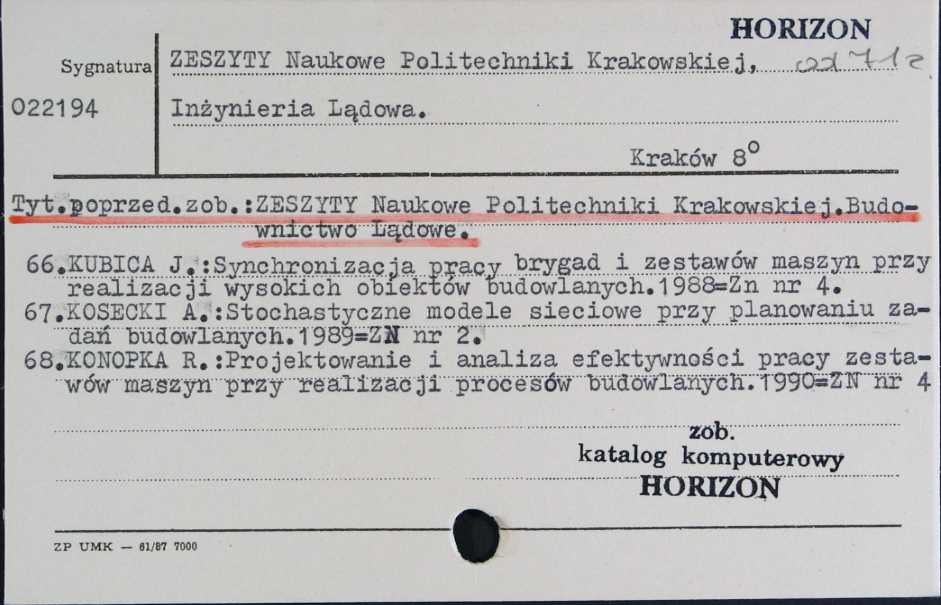 HORIZON
Sygnatura ZESZYTY Naukowe Politechniki Krakowskiej, od 71z
022194 Inżynieria Lądowa.
Kraków 8°
Tyt.poprzed.zob.:ZESZYTY Naukowe Politechniki Krakowskiej.Budo-
wnictwo Lądowe.
66.KUBICA J.:Synchronizacja pracy brygad i zestawów maszyn przy
realizacji wysokich obiektów budowlanych.1988=Zn nr 4.
67.KOSECKI A.:Stochastyczne modele sieciowe przy planowaniu za-
dań budowlanych.1989=ZN nr 2.
68.KONOPKA R.:Projektowanie i analiza efektywności pracy zesta-
wów maszyn przy realizacji procesów budowlanych.1990=ZN nr 4
zob.
katalog komputerowy
HORIZON
ZP UMK — 61/87 7000